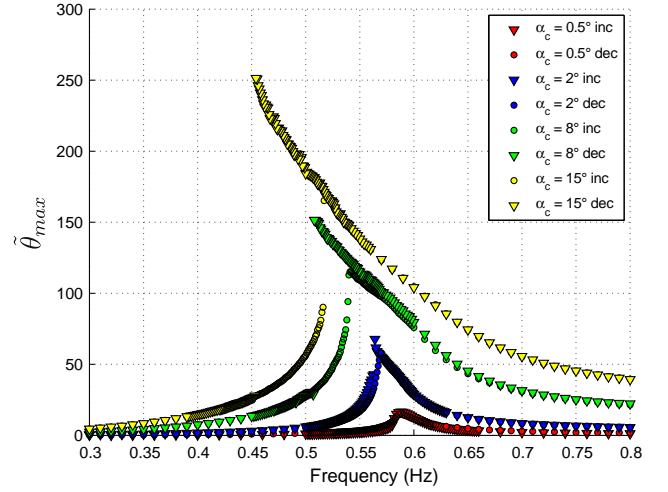 300
250
200
150
100
50
0
θ̃max
0.3 0.35 0.4 0.45 0.5 0.55 0.6 0.65 0.7 0.75 0.8
Frequency (Hz)
αc = 0.5° inc
αc = 0.5° dec
αc = 2° inc
αc = 2° dec
αc = 8° inc
αc = 8° dec
αc = 15° inc
αc = 15° dec